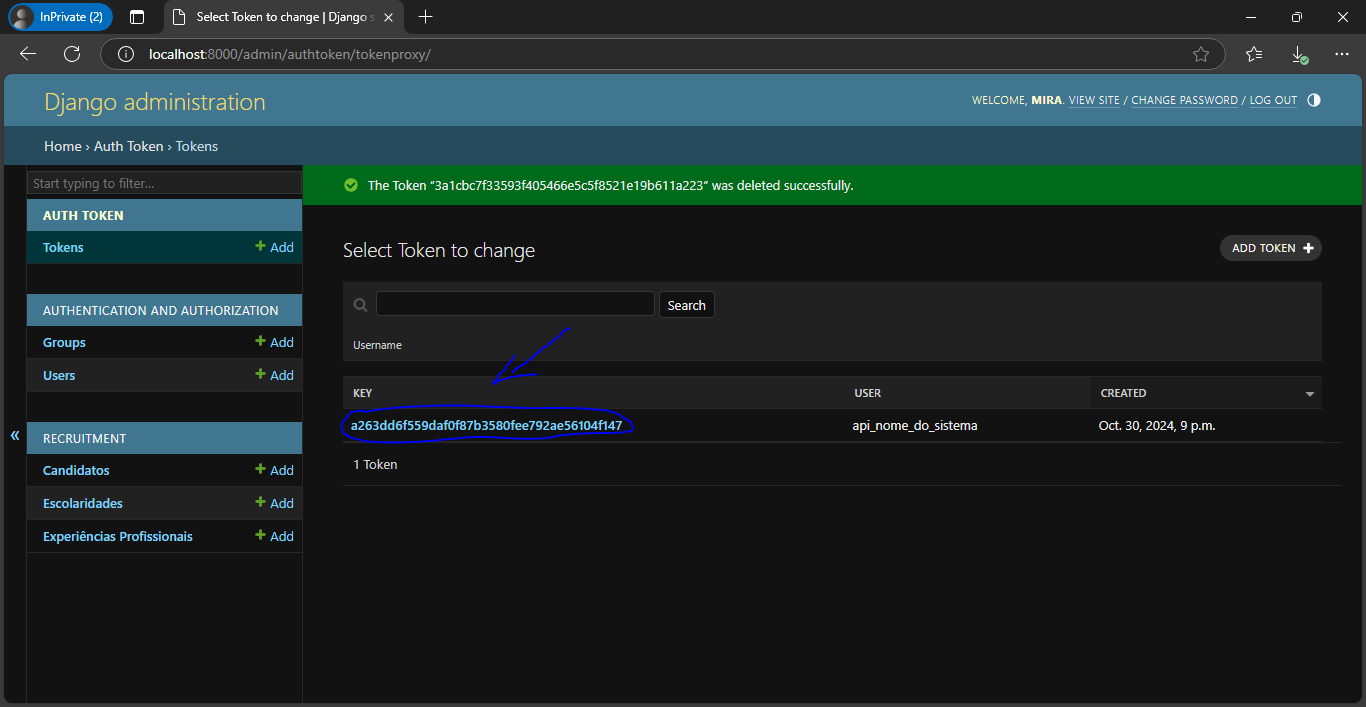 InPrivate (2)
Select Token to change | Django s
localhost:8000/admin/authtoken/tokenproxy/
Django administration
WELCOME, MIRA. VIEW SITE / CHANGE PASSWORD / LOG OUT
Home › Auth Token › Tokens
Start typing to filter...
AUTH TOKEN
Tokens + Add
AUTHENTICATION AND AUTHORIZATION
Groups + Add
Users + Add
«
RECRUITMENT
Candidatos + Add
Escolaridades + Add
Experiências Profissionais + Add
The Token “3a1cbc7f33593f405466e5c5f8521e19b611a223” was deleted successfully.
Select Token to change
ADD TOKEN +
Search
Username
KEY USER CREATED
a263dd6f559daf0f87b3580fee792ae56104f147 api_nome_do_sistema Oct. 30, 2024, 9 p.m.
1 Token